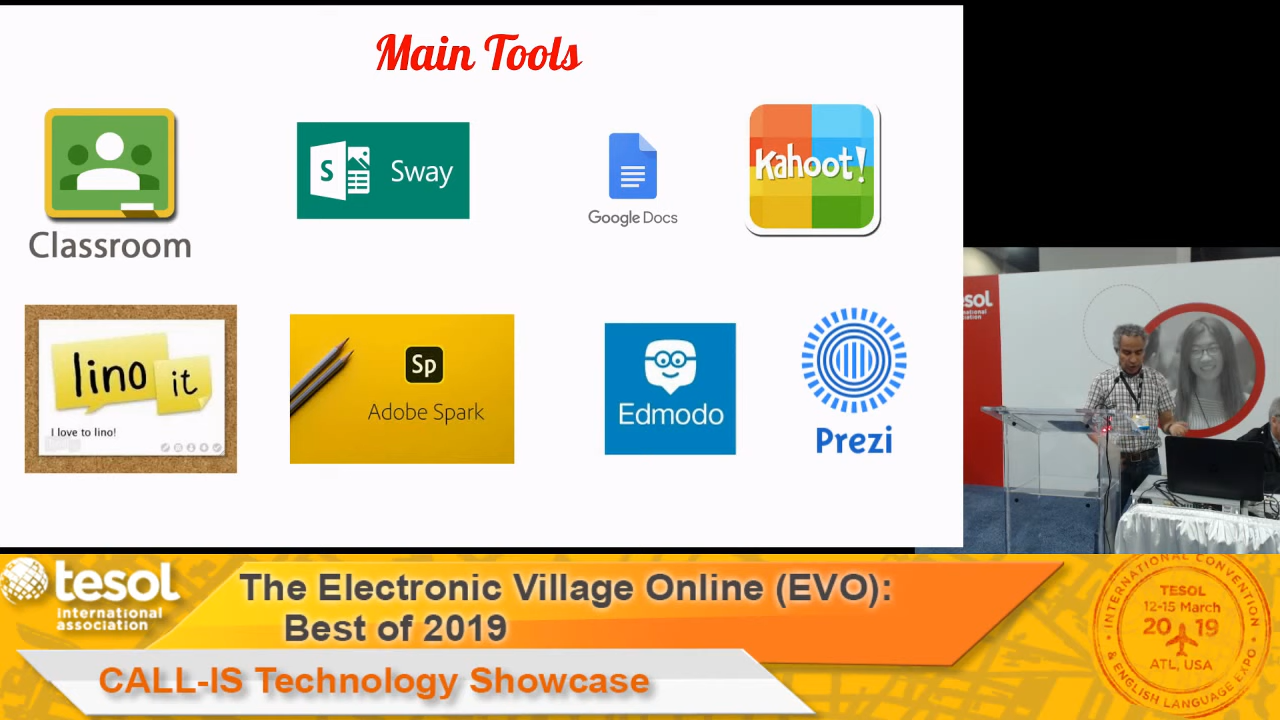 Main Tools
Classroom
S Sway
Google Docs
Kahoot!
lino it
I love to lino!
Sp
Adobe Spark
Edmodo
Prezi
esol
tesol
international
association
The Electronic Village Online (EVO):
Best of 2019
CALL-IS Technology Showcase
INTERNATIONAL CONVENTION
TESOL
12-15 March
20 19
ATL, USA
& ENGLISH LANGUAGE EXPO